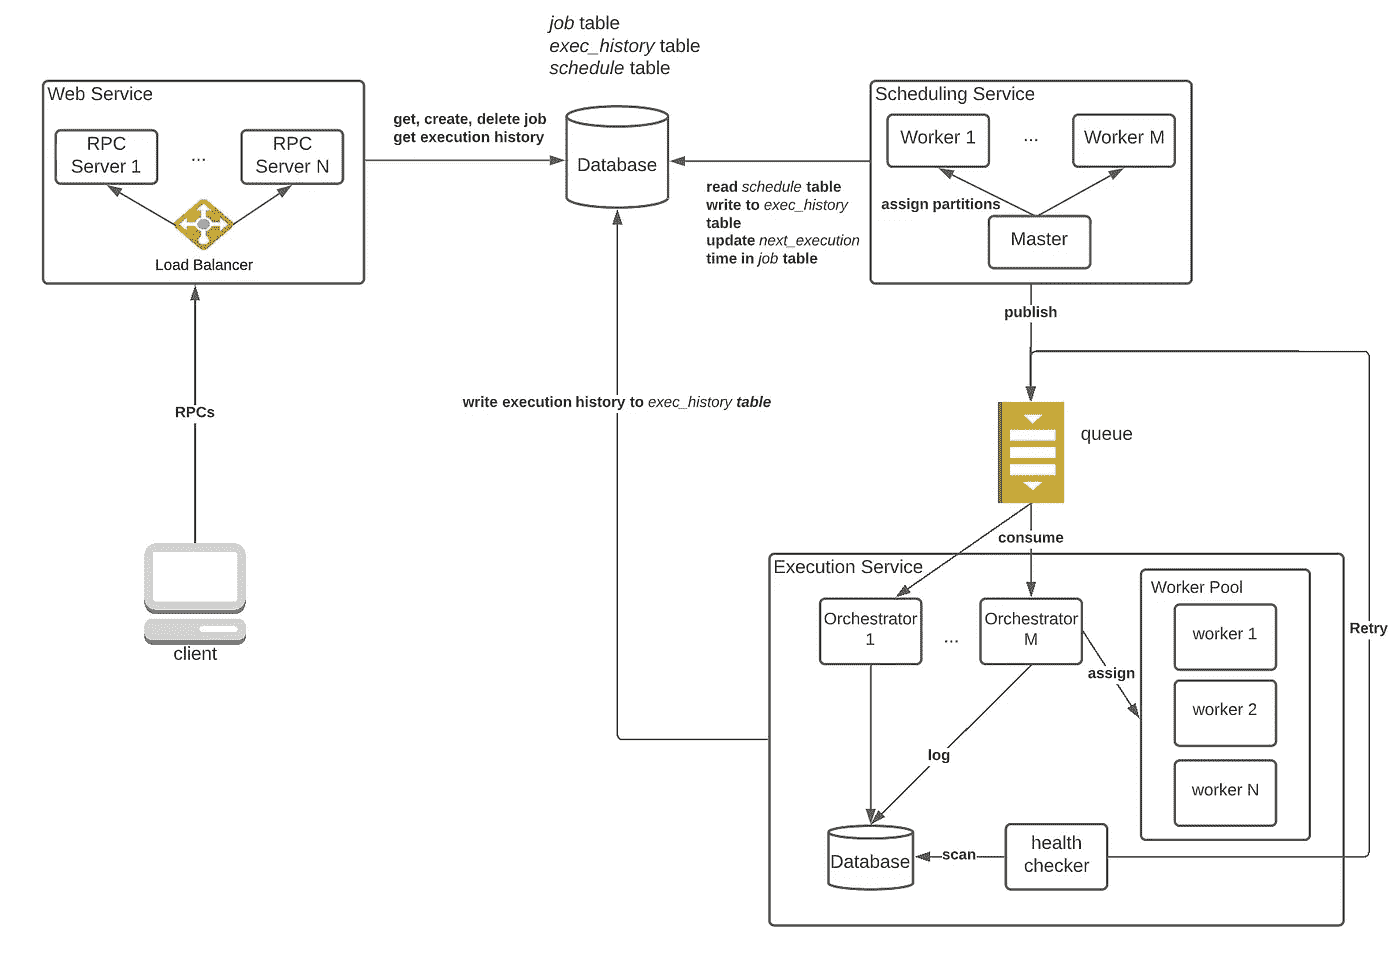 job table
exec_history table
schedule table
Web Service
RPC
Server 1
...
RPC
Server N
Load Balancer
get, create, delete job
get execution history
Database
Scheduling Service
Worker 1
...
Worker M
assign partitions
Master
read schedule table
write to exec_history
table
update next_execution
time in job table
publish
RPCs
write execution history to exec_history table
queue
consume
client
Execution Service
Orchestrator
1
...
Orchestrator
M
assign
Worker Pool
worker 1
worker 2
worker N
Retry
log
Database
scan
health
checker